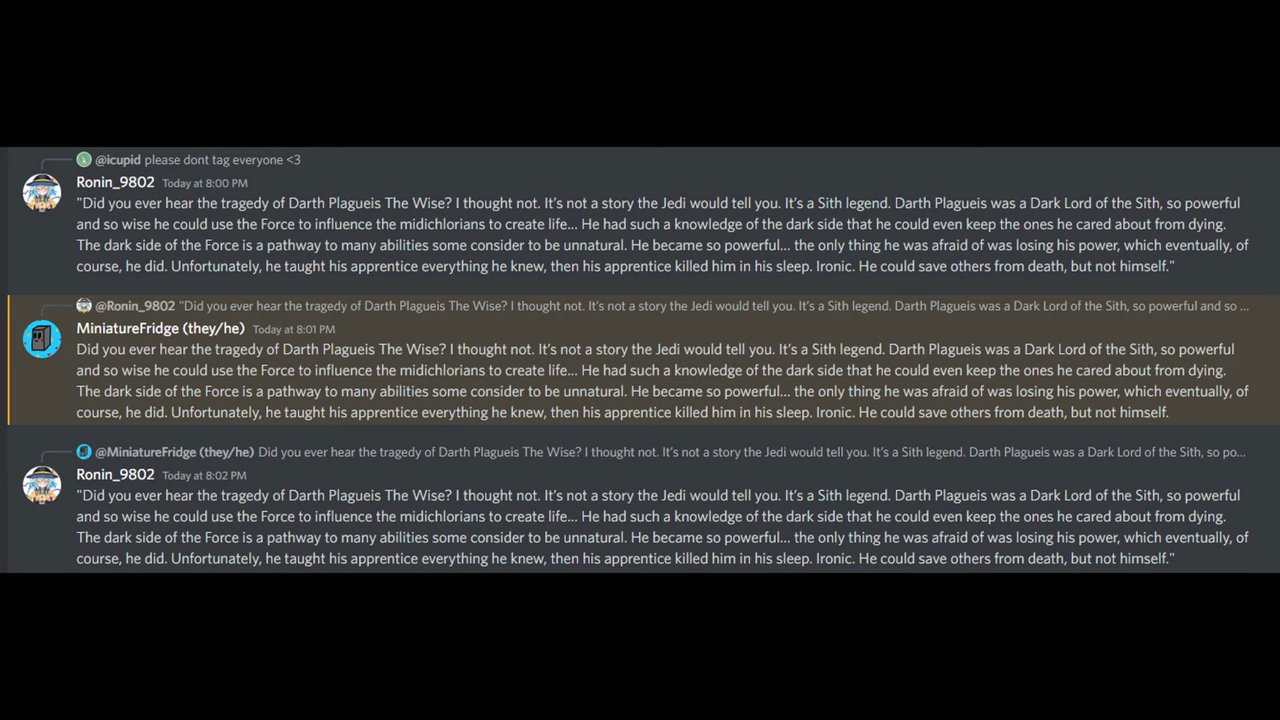 @icupid please dont tag everyone <3
Ronin_9802 Today at 8:00 PM
"Did you ever hear the tragedy of Darth Plagueis The Wise? I thought not. It's not a story the Jedi would tell you. It's a Sith legend. Darth Plagueis was a Dark Lord of the Sith, so powerful
and so wise he could use the Force to influence the midichlorians to create life... He had such a knowledge of the dark side that he could even keep the ones he cared about from dying.
The dark side of the Force is a pathway to many abilities some consider to be unnatural. He became so powerful... the only thing he was afraid of was losing his power, which eventually, of
course, he did. Unfortunately, he taught his apprentice everything he knew, then his apprentice killed him in his sleep. Ironic. He could save others from death, but not himself."
@Ronin_9802 "Did you ever hear the tragedy of Darth Plagueis The Wise? I thought not. It's not a story the Jedi would tell you. It's a Sith legend. Darth Plagueis was a Dark Lord of the Sith, so powerful and so ...
MiniatureFridge (they/he) Today at 8:01 PM
Did you ever hear the tragedy of Darth Plagueis The Wise? I thought not. It's not a story the Jedi would tell you. It's a Sith legend. Darth Plagueis was a Dark Lord of the Sith, so powerful
and so wise he could use the Force to influence the midichlorians to create life... He had such a knowledge of the dark side that he could even keep the ones he cared about from dying.
The dark side of the Force is a pathway to many abilities some consider to be unnatural. He became so powerful... the only thing he was afraid of was losing his power, which eventually, of
course, he did. Unfortunately, he taught his apprentice everything he knew, then his apprentice killed him in his sleep. Ironic. He could save others from death, but not himself.
@MiniatureFridge (they/he) Did you ever hear the tragedy of Darth Plagueis The Wise? I thought not. It's not a story the Jedi would tell you. It's a Sith legend. Darth Plagueis was a Dark Lord of the Sith, so po...
Ronin_9802 Today at 8:02 PM
"Did you ever hear the tragedy of Darth Plagueis The Wise? I thought not. It's not a story the Jedi would tell you. It's a Sith legend. Darth Plagueis was a Dark Lord of the Sith, so powerful
and so wise he could use the Force to influence the midichlorians to create life... He had such a knowledge of the dark side that he could even keep the ones he cared about from dying.
The dark side of the Force is a pathway to many abilities some consider to be unnatural. He became so powerful... the only thing he was afraid of was losing his power, which eventually, of
course, he did. Unfortunately, he taught his apprentice everything he knew, then his apprentice killed him in his sleep. Ironic. He could save others from death, but not himself."